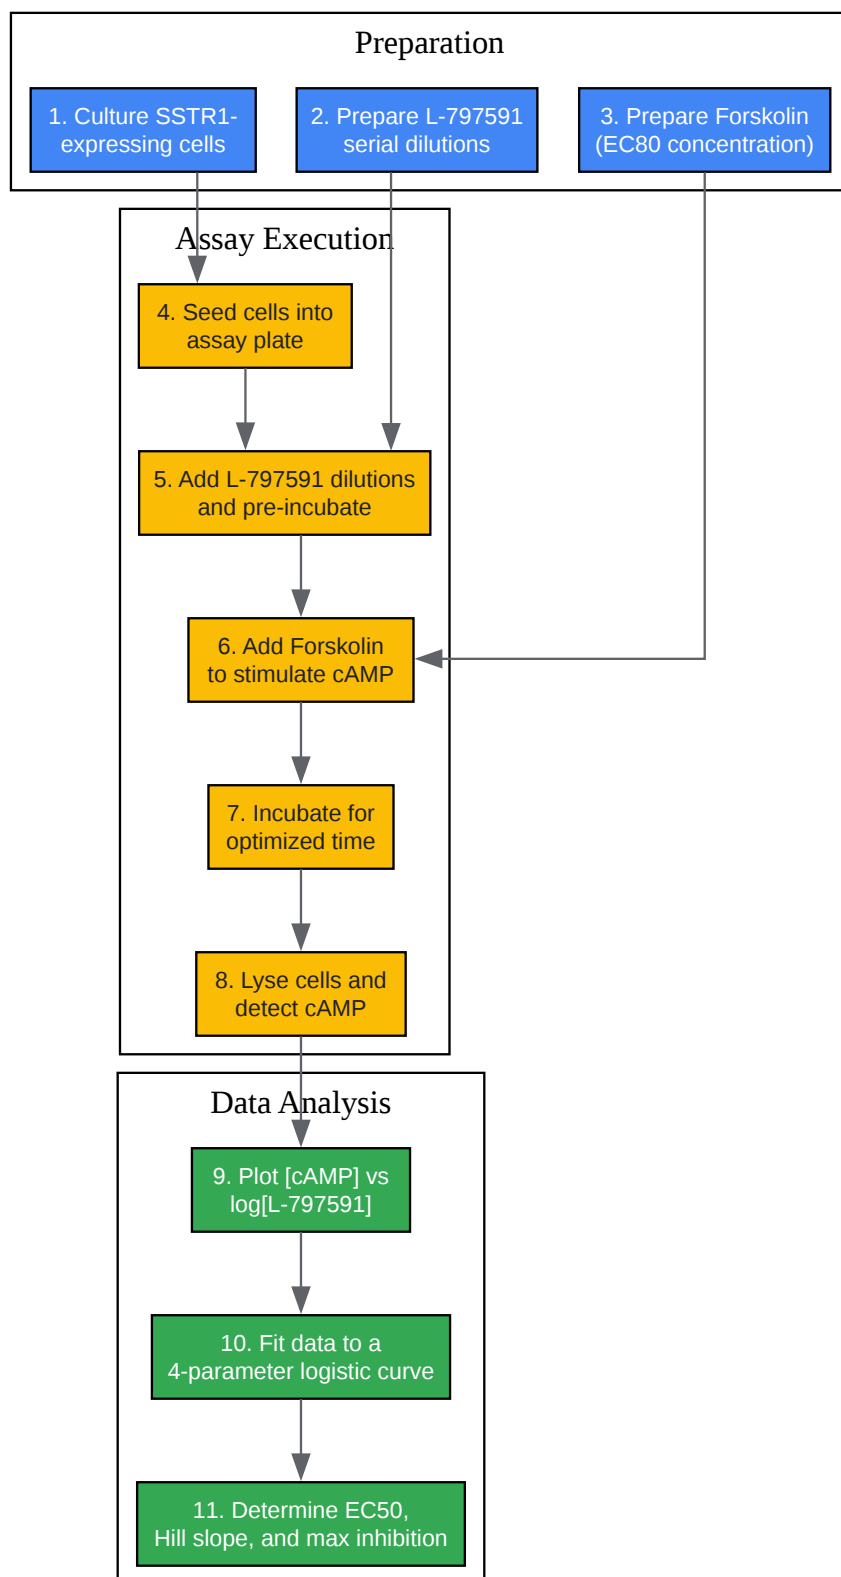 Preparation
1. Culture SSTR1-
expressing cells
2. Prepare L-797591
serial dilutions
3. Prepare Forskolin
(EC80 concentration)
Assay Execution
4. Seed cells into
assay plate
5. Add L-797591 dilutions
and pre-incubate
6. Add Forskolin
to stimulate cAMP
7. Incubate for
optimized time
8. Lyse cells and
detect cAMP
Data Analysis
9. Plot [cAMP] vs
log[L-797591]
10. Fit data to a
4-parameter logistic curve
11. Determine EC50,
Hill slope, and max inhibition